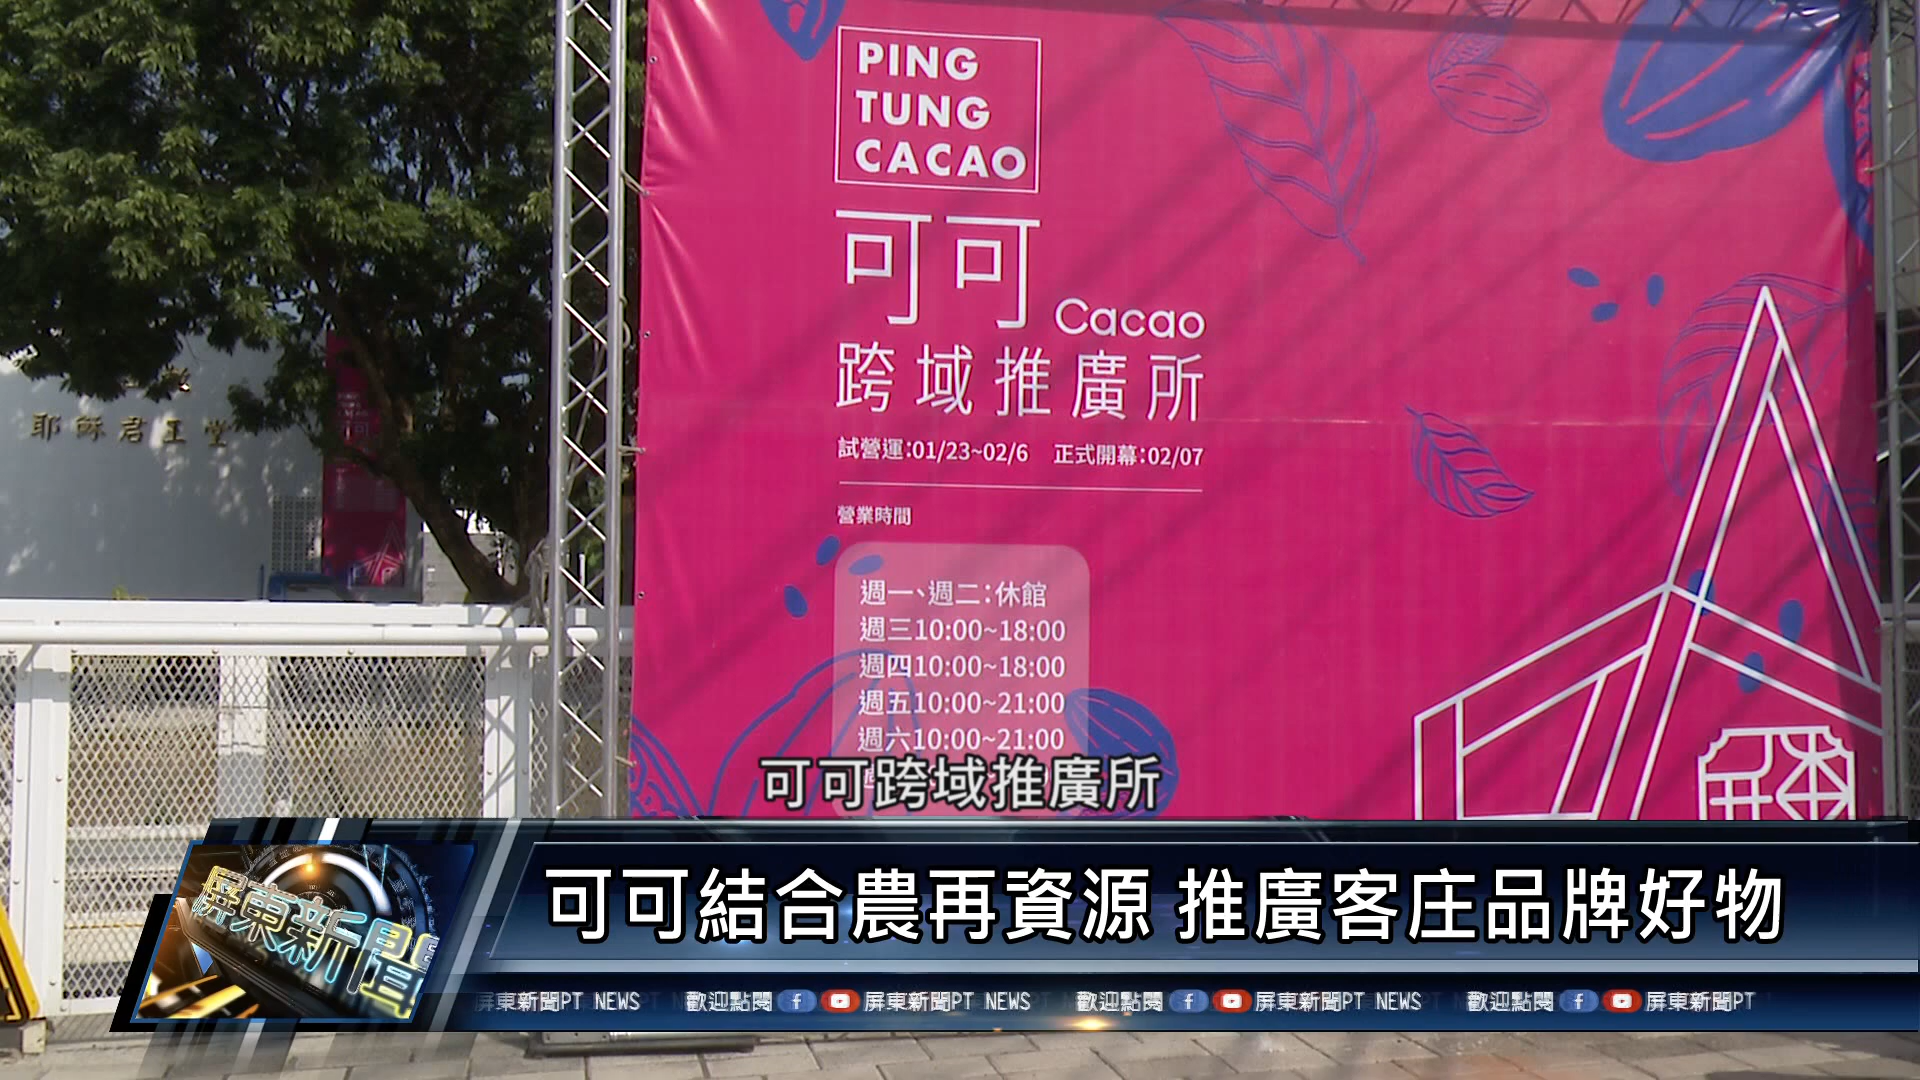 PING
TUNG
CACAO
可可 Cacao
跨域推廣所
試營運:01/23~02/6 正式開幕:02/07
營業時間
週一、週二:休館
週三10:00~18:00
週四10:00~18:00
週五10:00~21:00
週六10:00~21:00
耶穌君王堂
可可跨域推廣所
屏東新聞
可可結合農再資源 推廣客庄品牌好物
屏東新聞PT NEWS 歡迎點閱 屏東新聞PT NEWS 歡迎點閱 屏東新聞PT NEWS 歡迎點閱 屏東新聞PT